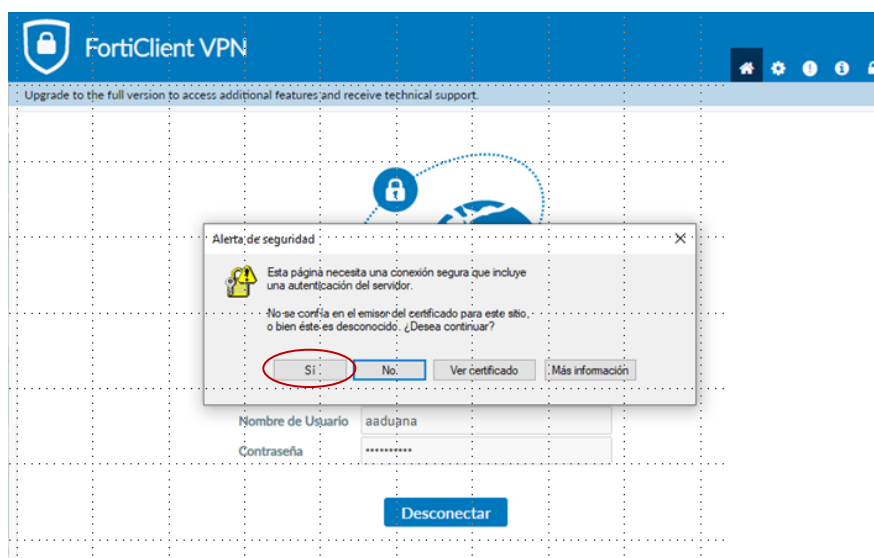 FortiClient VPN
Upgrade to the full version to access additional features and receive technical support.
Alerta de seguridad
Esta página necesita una conexión segura que incluye
una autenticación del servidor.
No se confía en el emisor del certificado para este sitio,
o bien éste es desconocido. ¿Desea continuar?
Sí No Ver certificado Más información
Nombre de Usuario aaduana
Contraseña ••••••••••
Desconectar